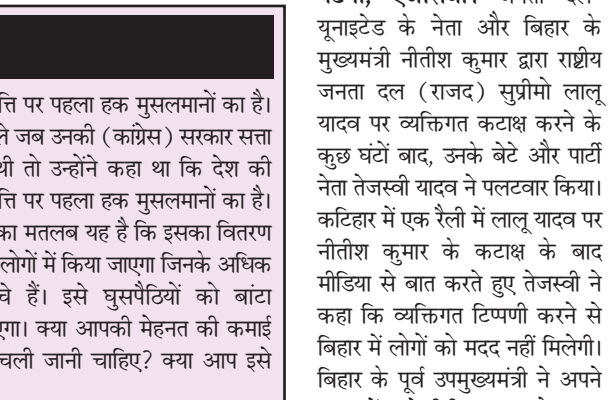 त्ति पर पहला हक मुसलमानों का है।
ले जब उनकी (कांग्रेस) सरकार सत्ता
थी तो उन्होंने कहा था कि देश की
त्ति पर पहला हक मुसलमानों का है।
का मतलब यह है कि इसका वितरण
लोगों में किया जाएगा जिनके अधिक
चे हैं। इसे घुसपैठियों को बांटा
एगा। क्या आपकी मेहनत की कमाई
चली जानी चाहिए? क्या आप इसे
यूनाइटेड के नेता और बिहार के
मुख्यमंत्री नीतीश कुमार द्वारा राष्ट्रीय
जनता दल (राजद) सुप्रीमो लालू
यादव पर व्यक्तिगत कटाक्ष करने के
कुछ घंटों बाद, उनके बेटे और पार्टी
नेता तेजस्वी यादव ने पलटवार किया।
कटिहार में एक रैली में लालू यादव पर
नीतीश कुमार के कटाक्ष के बाद
मीडिया से बात करते हुए तेजस्वी ने
कहा कि व्यक्तिगत टिप्पणी करने से
बिहार में लोगों को मदद नहीं मिलेगी।
बिहार के पूर्व उपमुख्यमंत्री ने अपने